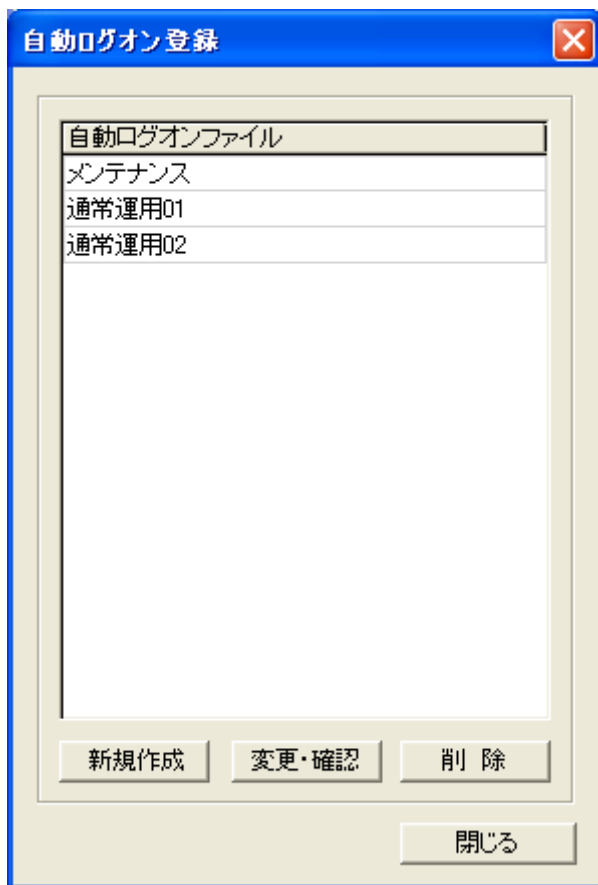 自動ログオン登録
自動ログオンファイル
メンテナンス
通常運用01
通常運用02
新規作成 変更・確認 削 除
閉じる